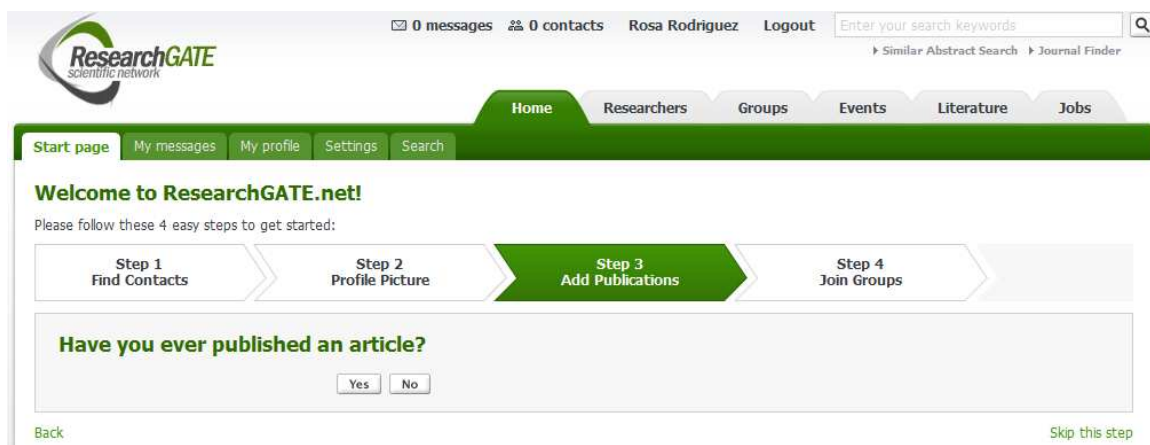 0 messages 0 contacts Rosa Rodriguez Logout Enter your search keywords
Similar Abstract Search Journal Finder
ResearchGATE
scientific network
Home Researchers Groups Events Literature Jobs
Start page My messages My profile Settings Search
Welcome to ResearchGATE.net!
Please follow these 4 easy steps to get started:
Step 1 Step 2 Step 3 Step 4
Find Contacts Profile Picture Add Publications Join Groups
Have you ever published an article?
Yes No
Back Skip this step